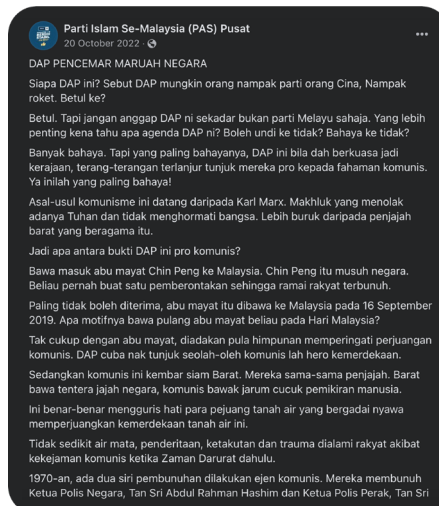 Parti Islam Se-Malaysia (PAS) Pusat
20 October 2022
DAP PENCEMAR MARUAH NEGARA
Siapa DAP ini? Sebut DAP mungkin orang nampak parti orang Cina, Nampak
roket. Betul ke?
Betul. Tapi jangan anggap DAP ni sekadar bukan parti Melayu sahaja. Yang lebih
penting kena tahu apa agenda DAP ni? Boleh undi ke tidak? Bahaya ke tidak?
Banyak bahaya. Tapi yang paling bahayanya, DAP ini bila dah berkuasa jadi
kerajaan, terang-terangan terlanjur tunjuk mereka pro kepada fahaman komunis.
Ya inilah yang paling bahaya!
Asal-usul komunisme ini datang daripada Karl Marx. Makhluk yang menolak
adanya Tuhan dan tidak menghormati bangsa. Lebih buruk daripada penjajah
barat yang beragama itu.
Jadi apa antara bukti DAP ini pro komunis?
Bawa masuk abu mayat Chin Peng ke Malaysia. Chin Peng itu musuh negara.
Beliau pernah buat satu pemberontakan sehingga ramai rakyat terbunuh.
Paling tidak boleh diterima, abu mayat itu dibawa ke Malaysia pada 16 September
2019. Apa motifnya bawa pulang abu mayat beliau pada Hari Malaysia?
Tak cukup dengan abu mayat, diadakan pula himpunan memperingati perjuangan
komunis. DAP cuba nak tunjuk seolah-oleh komunis lah hero kemerdekaan.
Sedangkan komunis ini kembar siam Barat. Mereka sama-sama penjajah. Barat
bawa tentera jajah negara, komunis bawak jarum cucuk pemikiran manusia.
Ini benar-benar mengguris hati para pejuang tanah air yang bergadai nyawa
memperjuangkan kemerdekaan tanah air ini.
Tidak sedikit air mata, penderitaan, ketakutan dan trauma dialami rakyat akibat
kekejaman komunis ketika Zaman Darurat dahulu.
1970-an, ada dua siri pembunuhan dilakukan ejen komunis. Mereka membunuh
Ketua Polis Negara, Tan Sri Abdul Rahman Hashim dan Ketua Polis Perak, Tan Sri